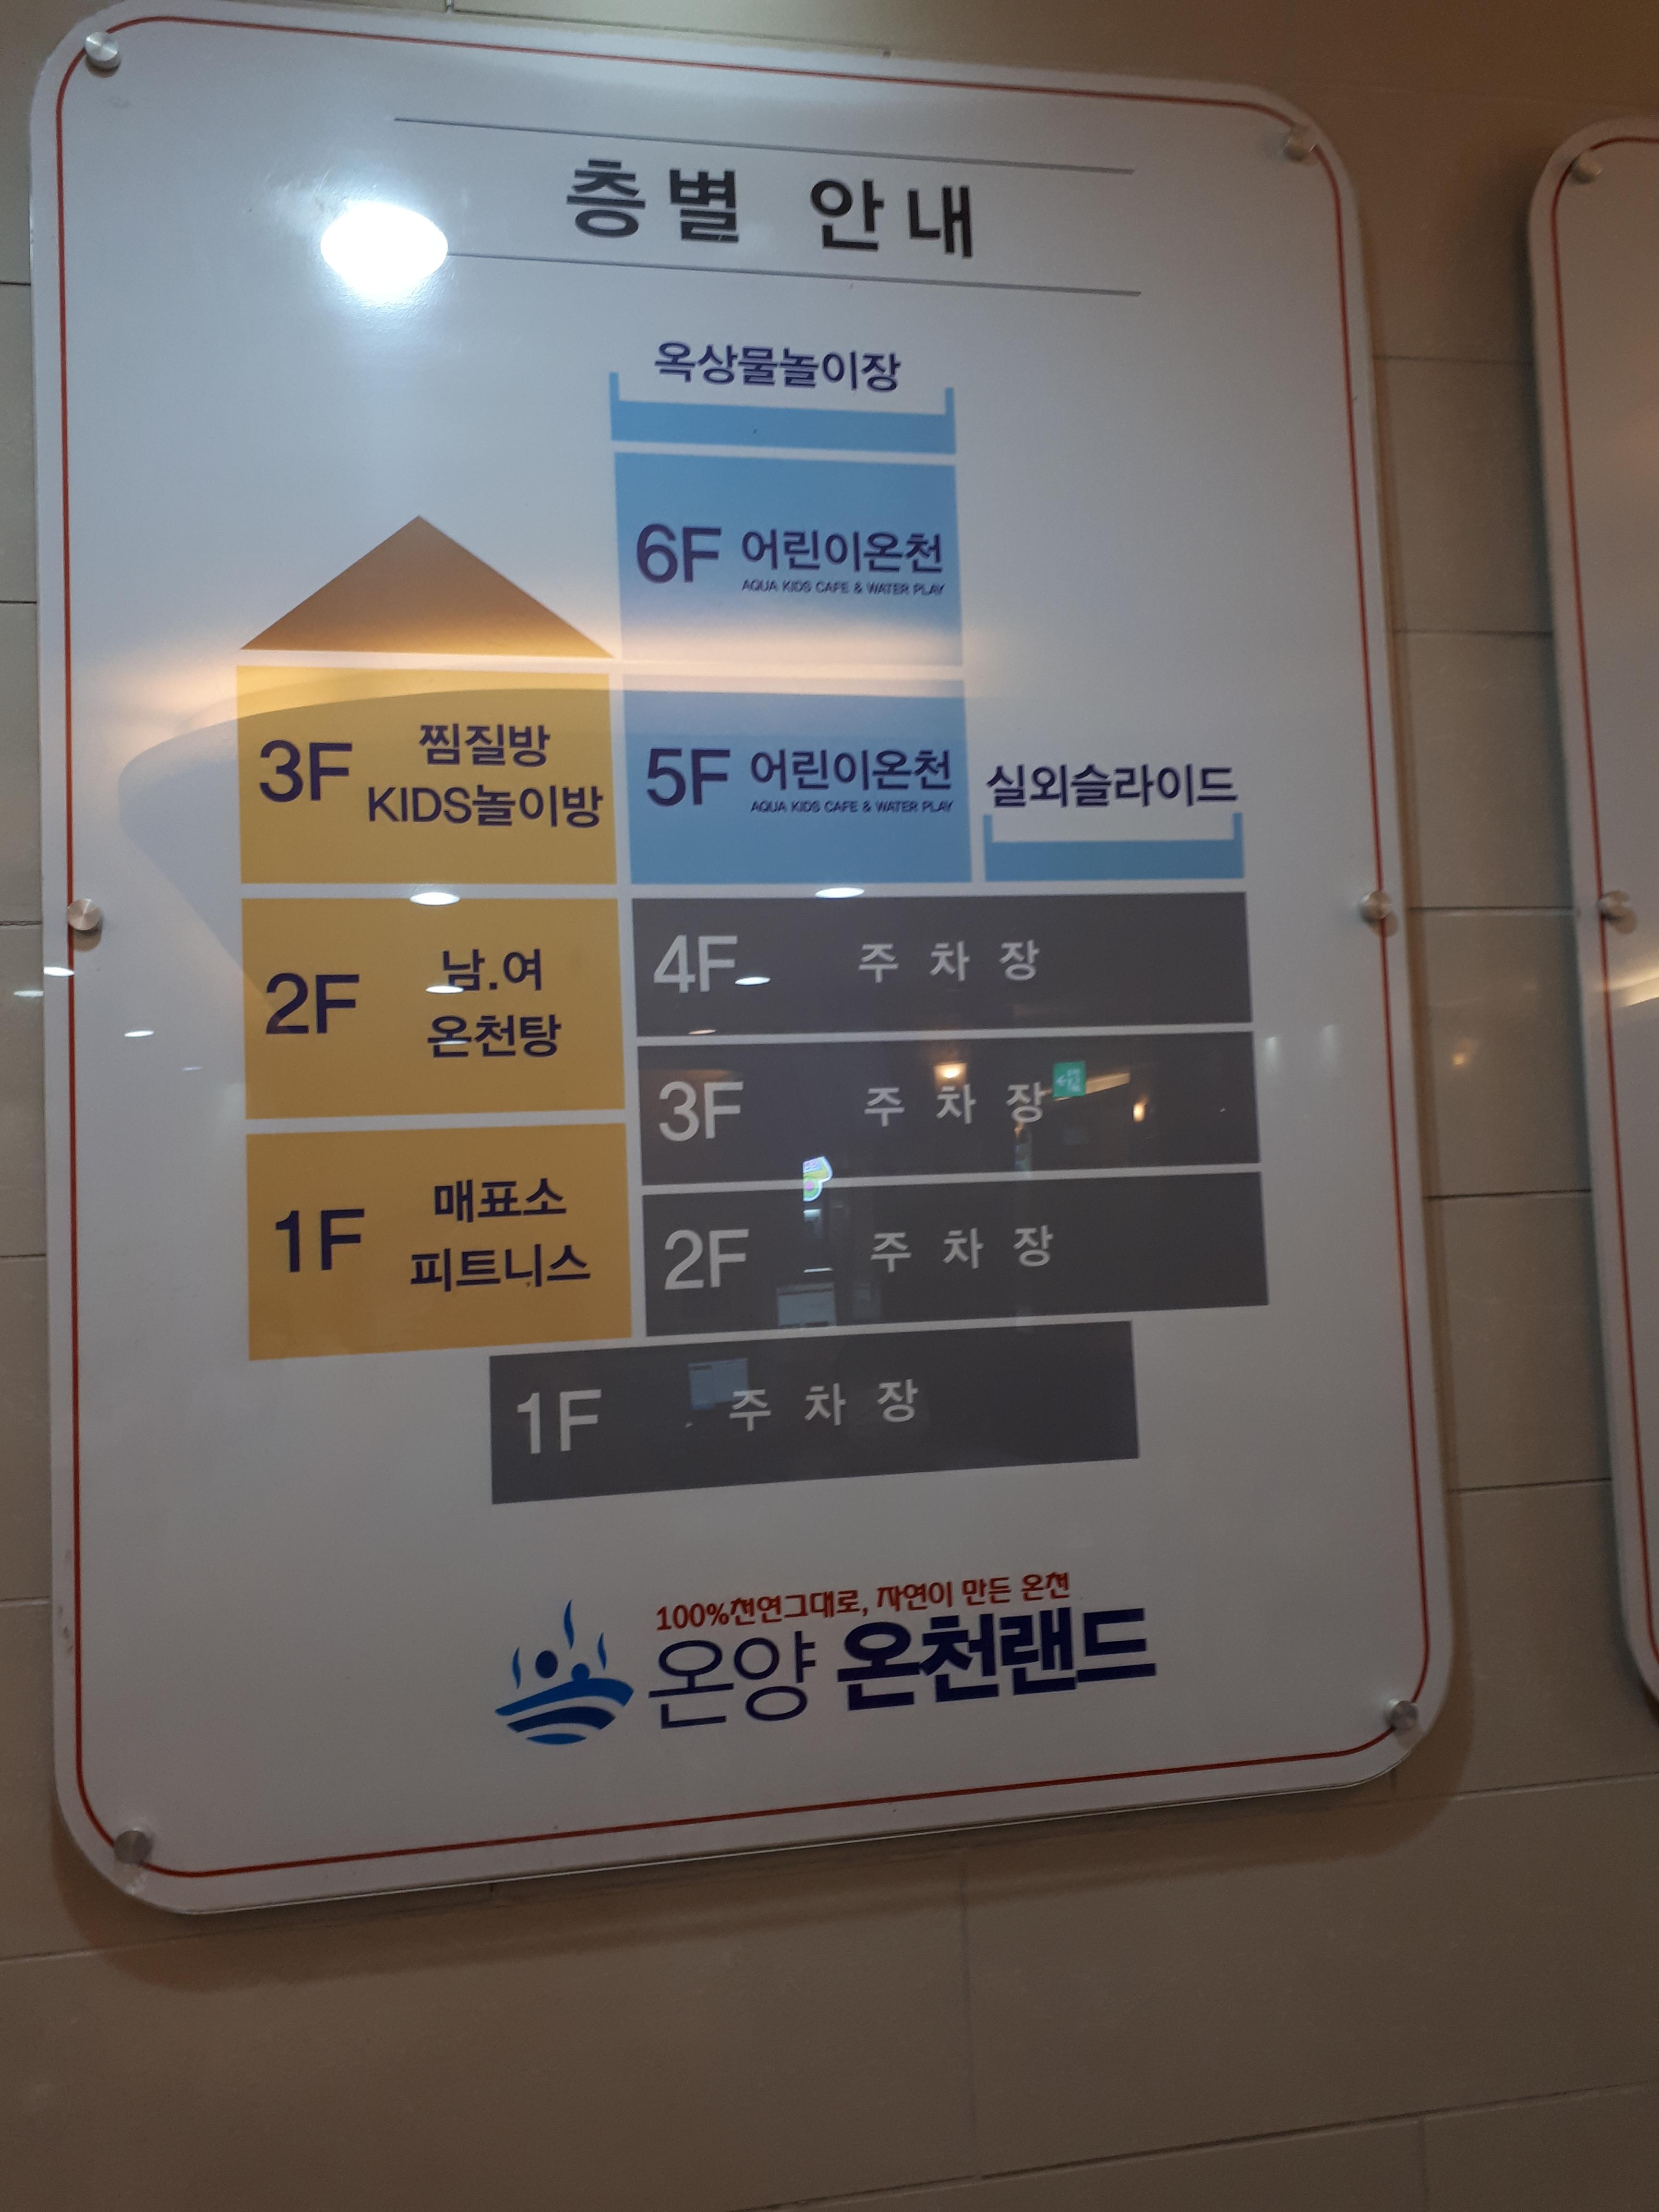 층별 안내
옥상물놀이장
6F 어린이온천
AQUA KIDS CAFE & WATER PLAY
3F 찜질방
KIDS놀이방
5F 어린이온천
AQUA KIDS CAFE & WATER PLAY
실외슬라이드
2F 남.여
온천탕
4F 주차장
3F 주차장
1F 매표소
피트니스
2F 주차장
1F 주차장
100%천연그대로, 자연이 만든 온천
온양 온천랜드